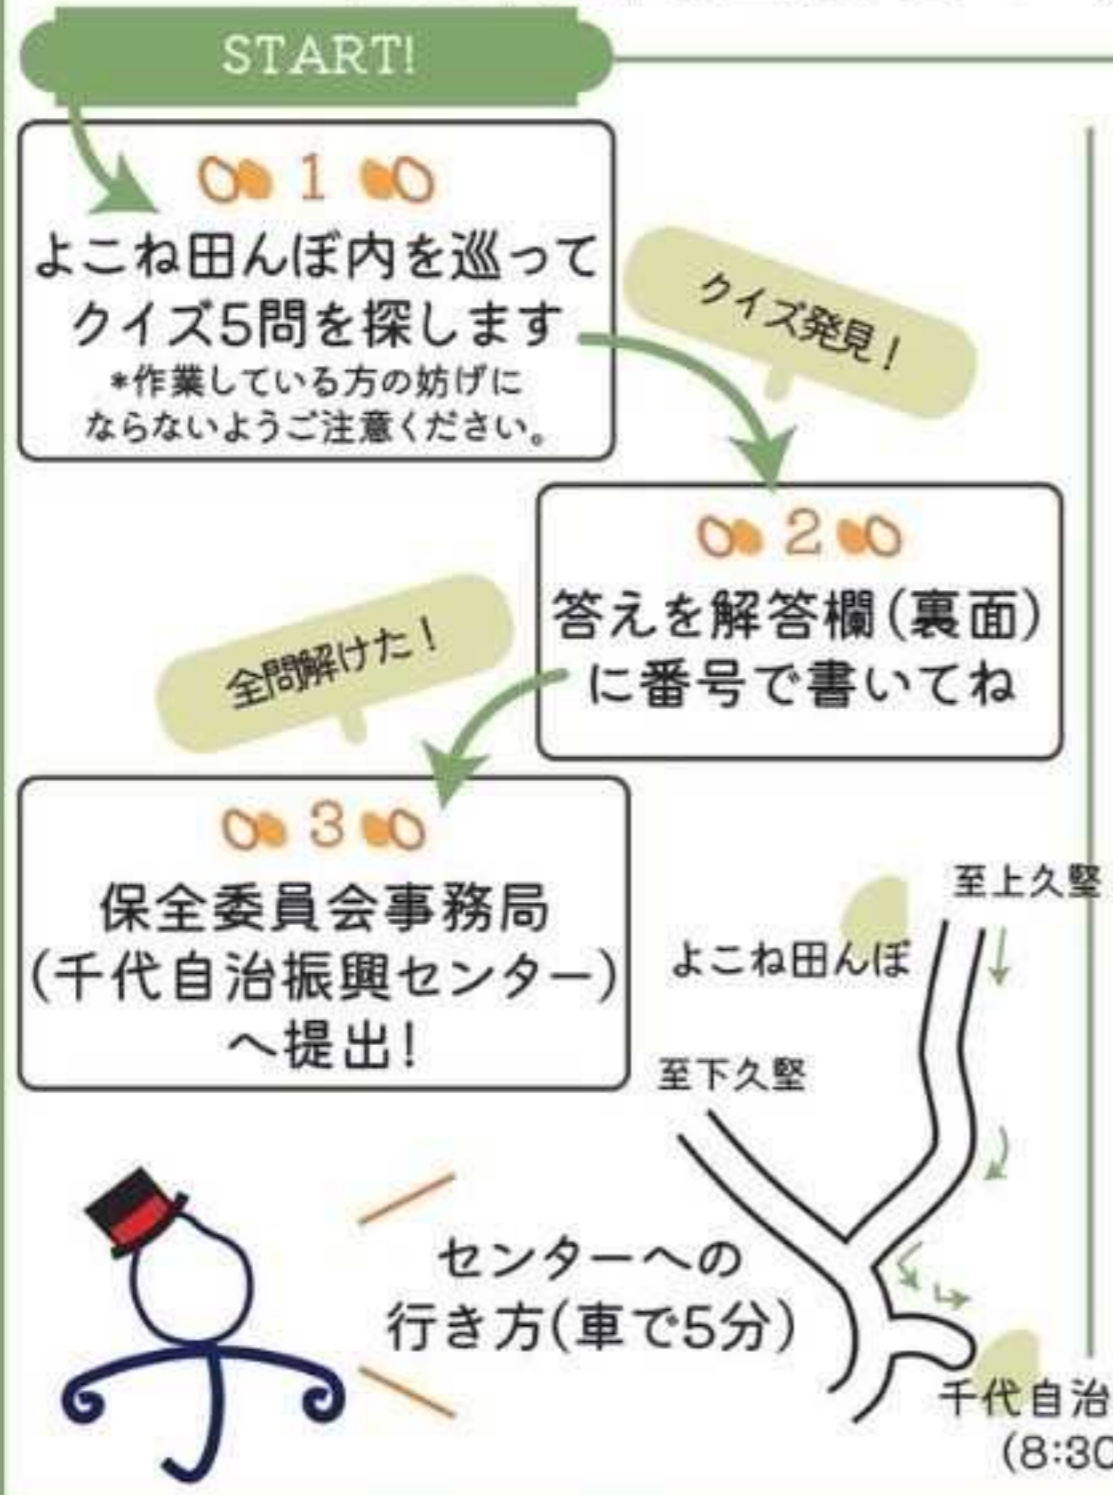 START!
1
よこね田んぼ内を巡って
クイズ5問を探します
*作業している方の妨げに
ならないようご注意ください。
クイズ発見！
2
答えを解答欄(裏面)
に番号で書いてね
全問解けた！
3
保全委員会事務局
(千代自治振興センター)
へ提出！
至上久堅
よこね田んぼ
至下久堅
センターへの
行き方(車で5分)
千代自治
(8:30